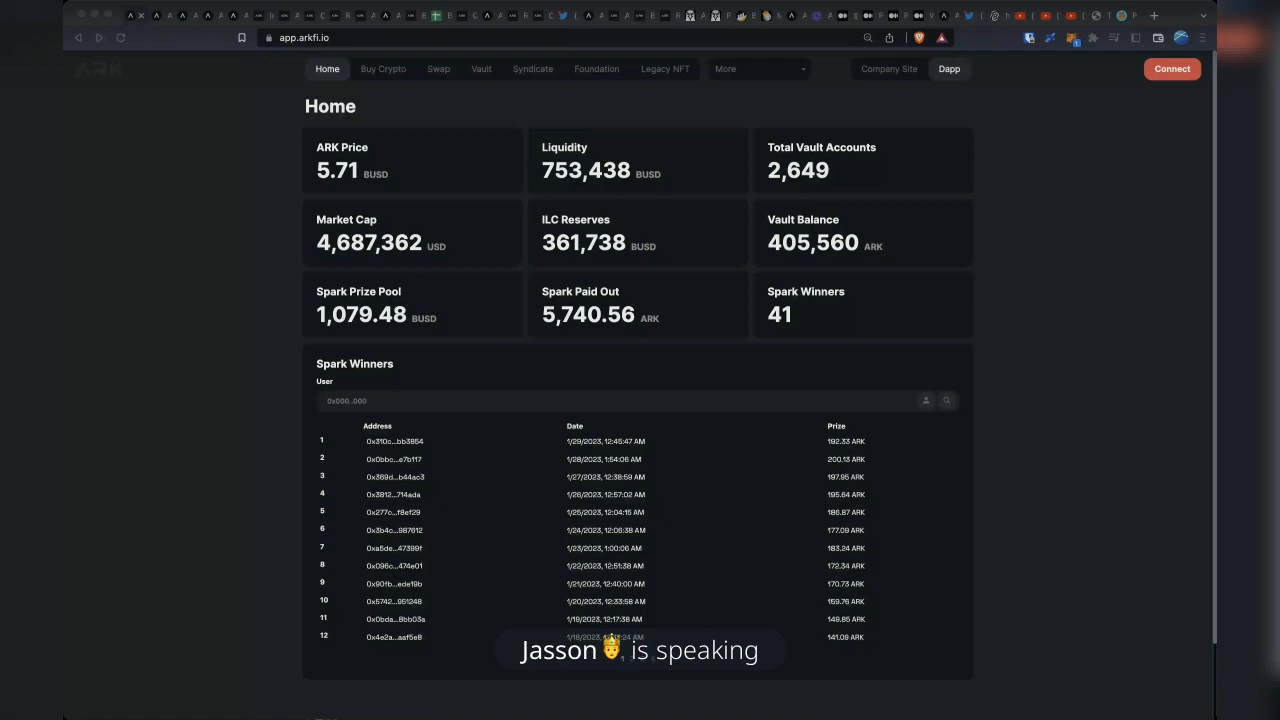 app.arkfi.io
ARK
Home Buy Crypto Swap Vault Syndicate Foundation Legacy NFT More Company Site Dapp Connect
Home
ARK Price Liquidity Total Vault Accounts
5.71 BUSD 753,438 BUSD 2,649
Market Cap ILC Reserves Vault Balance
4,687,362 USD 361,738 BUSD 405,560 ARK
Spark Prize Pool Spark Paid Out Spark Winners
1,079.48 BUSD 5,740.56 ARK 41
Spark Winners
User
0x000..000
Address Date Prize
1 0x310c...bb3854 1/29/2023, 12:45:47 AM 192.33 ARK
2 0x0bbc...e7b117 1/28/2023, 1:54:06 AM 200.13 ARK
3 0x369d...b44ac3 1/27/2023, 12:38:59 AM 197.95 ARK
4 0x3812...714ada 1/26/2023, 12:57:02 AM 195.64 ARK
5 0x277c...f8ef29 1/25/2023, 12:04:15 AM 186.87 ARK
6 0x3b4c...987612 1/24/2023, 12:06:38 AM 177.09 ARK
7 0xa5de...47399f 1/23/2023, 1:00:06 AM 183.24 ARK
8 0x096c...474e01 1/22/2023, 12:51:38 AM 172.34 ARK
9 0x90fb...ede19b 1/21/2023, 12:40:00 AM 170.73 ARK
10 0x5742...951248 1/20/2023, 12:33:58 AM 159.76 ARK
11 0x0bda...8bb03a 1/19/2023, 12:17:38 AM 149.85 ARK
12 0x4e2a...aaf5e8 1/18/2023, AM 141.09 ARK
Jasson🤴 is speaking